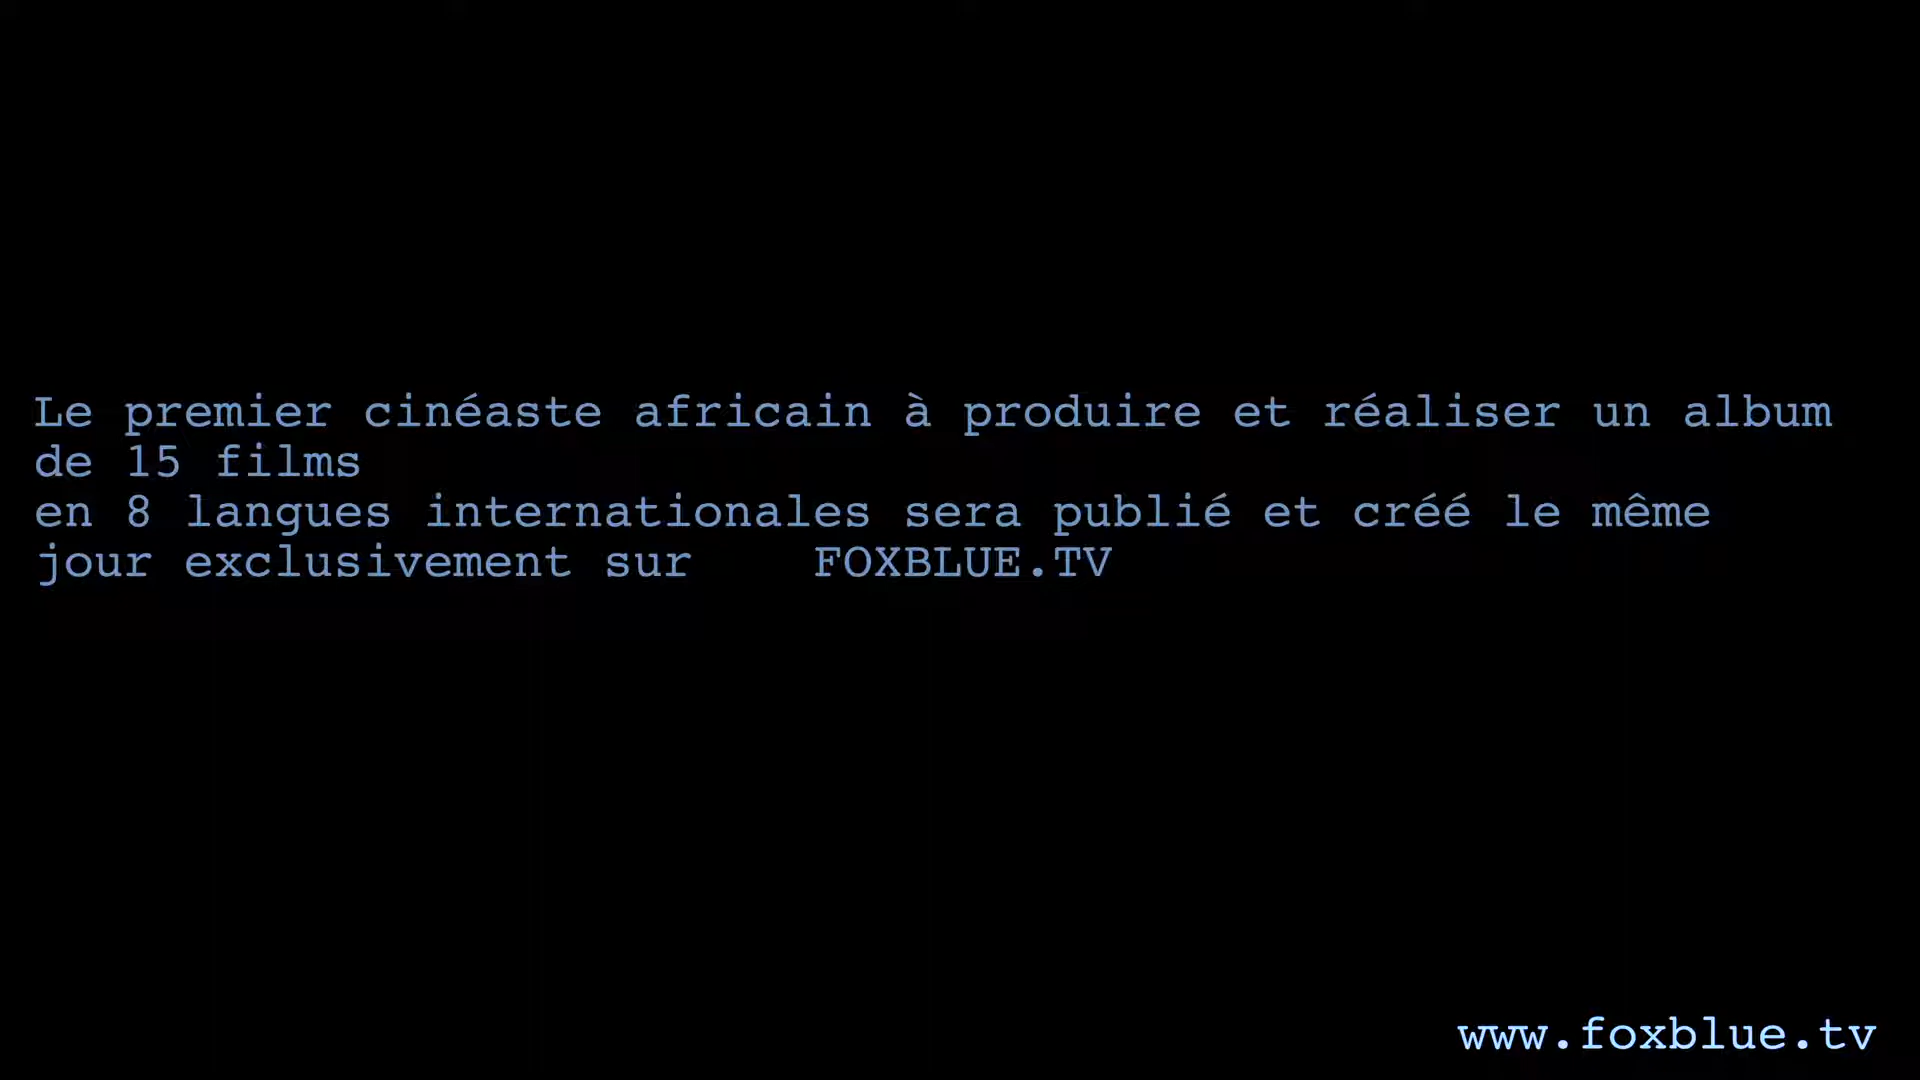 Le premier cinéaste africain à produire et réaliser un album
de 15 films
en 8 langues internationales sera publié et créé le même
jour exclusivement sur    FOXBLUE.TV
www.foxblue.tv